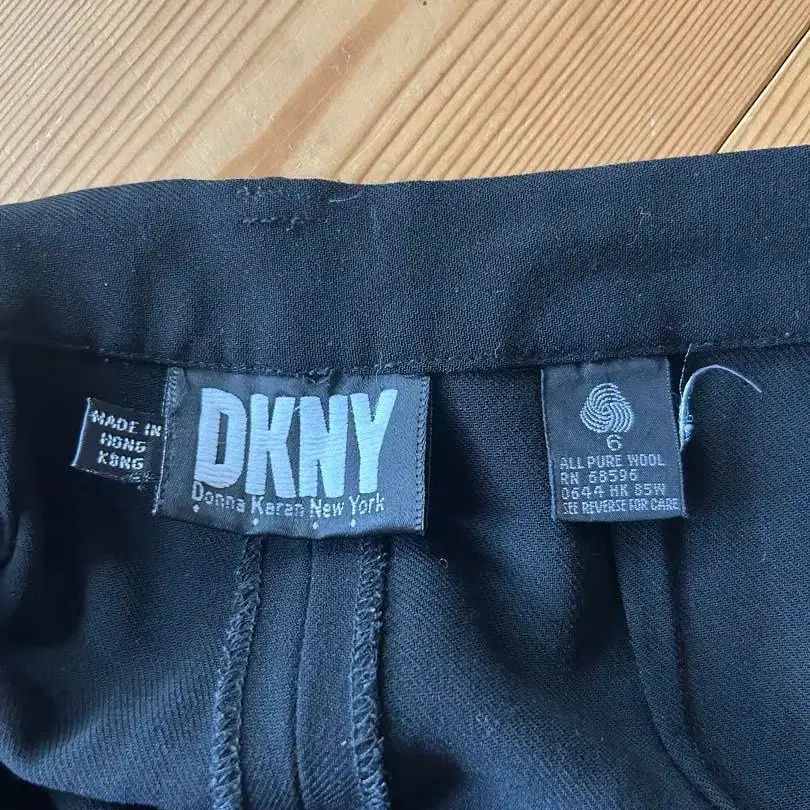 MADE IN
HONG
KONG
DKNY
Donna Karan New York
6
ALL PURE WOOL
RN 68596
0644 HK 85W
SEE REVERSE FOR CARE